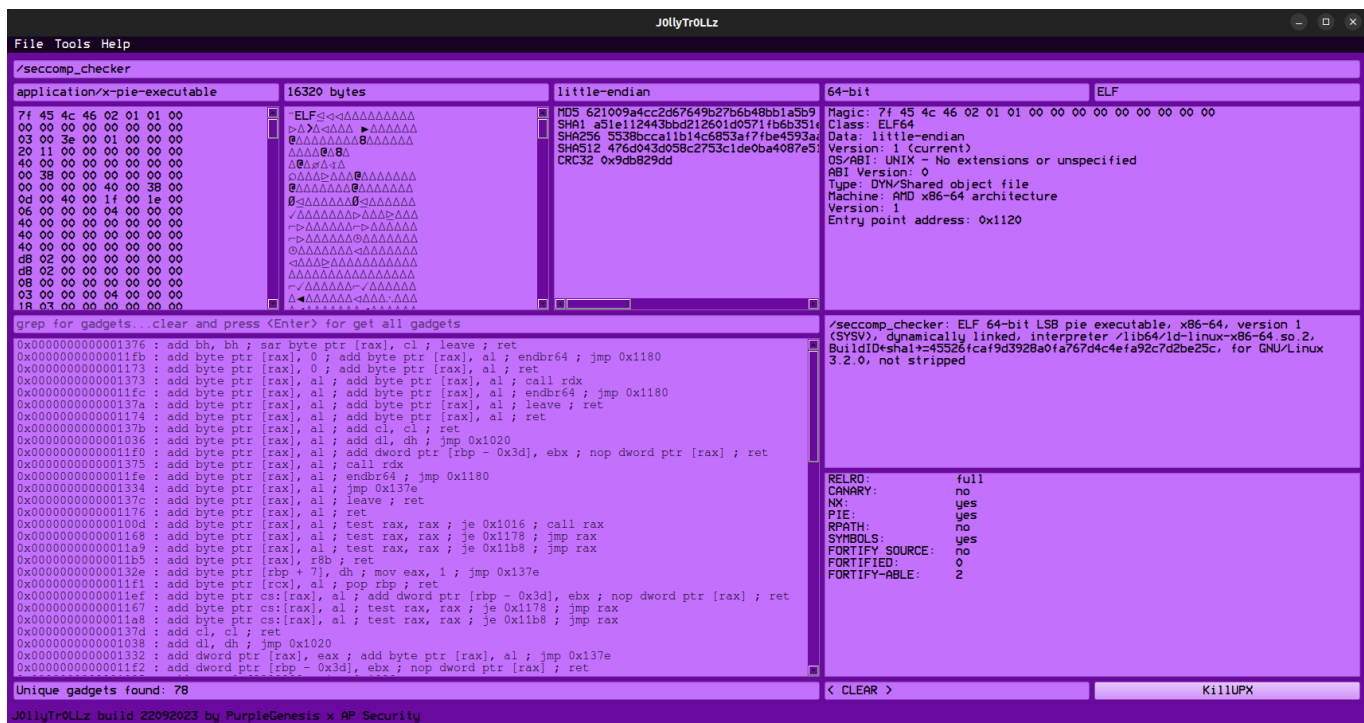 J0llyTr0LLz
File Tools Help
/seccomp_checker
application/x-pie-executable
16320 bytes
little-endian
64-bit
ELF
7f 45 4c 46 02 01 01 00
00 00 00 00 00 00 00 00
03 00 3e 00 01 00 00 00
20 11 00 00 00 00 00 00
40 00 00 00 00 00 00 00
00 38 00 00 00 00 00 00
00 00 00 00 40 00 38 00
0d 00 40 00 1f 00 1e 00
06 00 00 00 04 00 00 00
40 00 00 00 00 00 00 00
40 00 00 00 00 00 00 00
40 00 00 00 00 00 00 00
d8 02 00 00 00 00 00 00
d8 02 00 00 00 00 00 00
08 00 00 00 00 00 00 00
03 00 00 00 04 00 00 00
18 03 00 00 00 00 00 00
MD5 621009a4cc2d67649b27b6b48bb1a5b9
SHA1 a51e112443bbd212601d0571fb6b351e
SHA256 5538bcca11b14c6853af7fbe4593aa
SHA512 476d043d058c2753c1de0ba4087e51
CRC32 0x9db829dd
Magic: 7f 45 4c 46 02 01 01 00 00 00 00 00 00 00 00 00
Class: ELF64
Data: little-endian
Version: 1 (current)
OS/ABI: UNIX - No extensions or unspecified
ABI Version: 0
Type: DYN/Shared object file
Machine: AMD x86-64 architecture
Version: 1
Entry point address: 0x1120
grep for gadgets...clear and press <Enter> for get all gadgets
0x0000000000001376 : add bh, bh ; sar byte ptr [rax], cl ; leave ; ret
0x00000000000011fb : add byte ptr [rax], 0 ; add byte ptr [rax], al ; endbr64 ; jmp 0x1180
0x0000000000001173 : add byte ptr [rax], 0 ; add byte ptr [rax], al ; ret
0x0000000000001373 : add byte ptr [rax], al ; add byte ptr [rax], al ; call rdx
0x00000000000011fc : add byte ptr [rax], al ; add byte ptr [rax], al ; endbr64 ; jmp 0x1180
0x000000000000137a : add byte ptr [rax], al ; add byte ptr [rax], al ; leave ; ret
0x0000000000001174 : add byte ptr [rax], al ; add byte ptr [rax], al ; ret
0x000000000000137b : add byte ptr [rax], al ; add cl, cl ; ret
0x0000000000001036 : add byte ptr [rax], al ; add dl, dh ; jmp 0x1020
0x00000000000011f0 : add byte ptr [rax], al ; add dword ptr [rbp - 0x3d], ebx ; nop dword ptr [rax] ; ret
0x0000000000001375 : add byte ptr [rax], al ; call rdx
0x00000000000011fe : add byte ptr [rax], al ; endbr64 ; jmp 0x1180
0x0000000000001334 : add byte ptr [rax], al ; jmp 0x137e
0x000000000000137c : add byte ptr [rax], al ; leave ; ret
0x0000000000001176 : add byte ptr [rax], al ; ret
0x000000000000100d : add byte ptr [rax], al ; test rax, rax ; je 0x1016 ; call rax
0x0000000000001168 : add byte ptr [rax], al ; test rax, rax ; je 0x1178 ; jmp rax
0x00000000000011a9 : add byte ptr [rax], al ; test rax, rax ; je 0x11b8 ; jmp rax
0x00000000000011b5 : add byte ptr [rax], r8b ; ret
0x000000000000132e : add byte ptr [rbp + 7], dh ; mov eax, 1 ; jmp 0x137e
0x00000000000011f1 : add byte ptr [rcx], al ; pop rbp ; ret
0x00000000000011ef : add byte ptr cs:[rax], al ; add dword ptr [rbp - 0x3d], ebx ; nop dword ptr [rax] ; ret
0x0000000000001167 : add byte ptr cs:[rax], al ; test rax, rax ; je 0x1178 ; jmp rax
0x00000000000011a8 : add byte ptr cs:[rax], al ; test rax, rax ; je 0x11b8 ; jmp rax
0x000000000000137d : add cl, cl ; ret
0x0000000000001038 : add dl, dh ; jmp 0x1020
0x0000000000001332 : add dword ptr [rax], eax ; add byte ptr [rax], al ; jmp 0x137e
0x00000000000011f2 : add dword ptr [rbp - 0x3d], ebx ; nop dword ptr [rax] ; ret
/seccomp_checker: ELF 64-bit LSB pie executable, x86-64, version 1
(SYSV), dynamically linked, interpreter /lib64/ld-linux-x86-64.so.2,
BuildID←sha1→=45526fcaf9d3928a0fa767d4c4efa92c7d2be25c, for GNU/Linux
3.2.0, not stripped
RELRO: full
CANARY: no
NX: yes
PIE: yes
RPATH: no
SYMBOLS: yes
FORTIFY SOURCE: no
FORTIFIED: 0
FORTIFY-ABLE: 2
Unique gadgets found: 78
< CLEAR >
KillUPX
J0llyTr0LLz build 22092023 by PurpleGenesis x AP Security